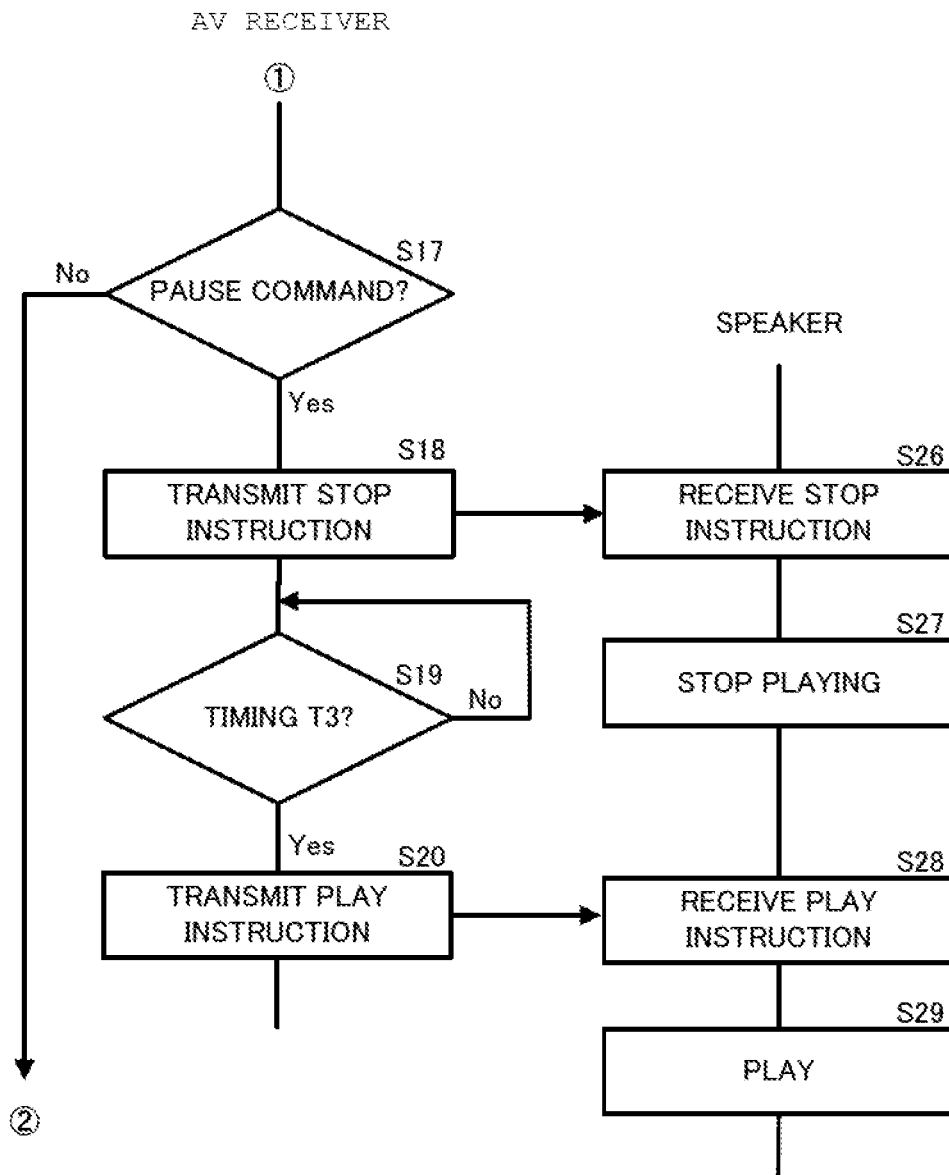 AV RECEIVER
①
S17
No
PAUSE COMMAND?
Yes
S18
TRANSMIT STOP
INSTRUCTION
S19
TIMING T3?
No
Yes
S20
TRANSMIT PLAY
INSTRUCTION
②
SPEAKER
S26
RECEIVE STOP
INSTRUCTION
S27
STOP PLAYING
S28
RECEIVE PLAY
INSTRUCTION
S29
PLAY